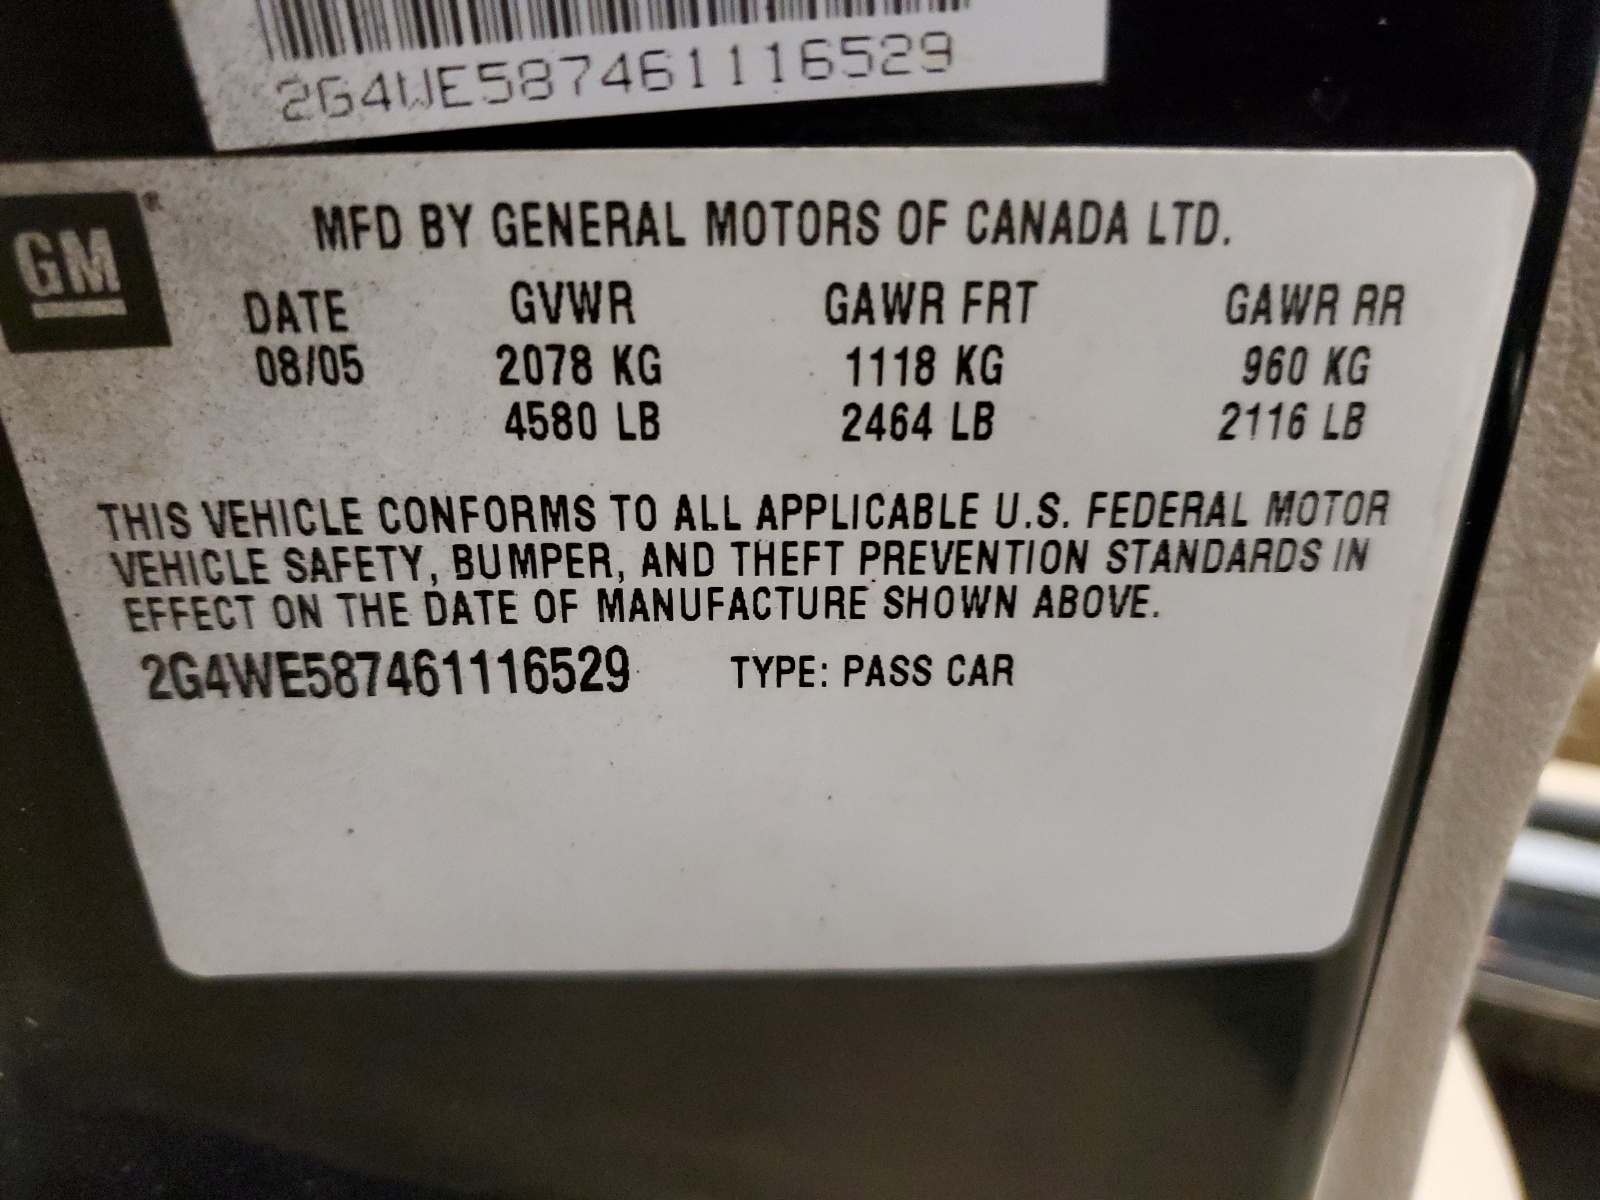 2G4WE587461116529
GM ®
MFD BY GENERAL MOTORS OF CANADA LTD.
DATE GVWR GAWR FRT GAWR RR
08/05 2078 KG 1118 KG 960 KG
4580 LB 2464 LB 2116 LB
THIS VEHICLE CONFORMS TO ALL APPLICABLE U.S. FEDERAL MOTOR
VEHICLE SAFETY, BUMPER, AND THEFT PREVENTION STANDARDS IN
EFFECT ON THE DATE OF MANUFACTURE SHOWN ABOVE.
2G4WE587461116529 TYPE: PASS CAR